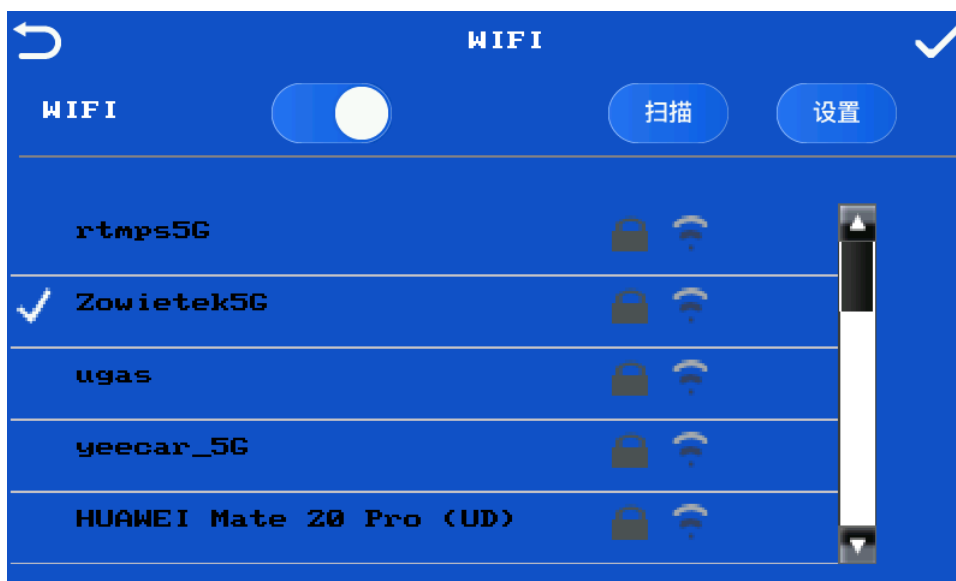 WIFI
WIFI 扫描 设置
rtmps5G
Zowietek5G
ugas
yeecar_5G
HUAWEI Mate 20 Pro (UD)